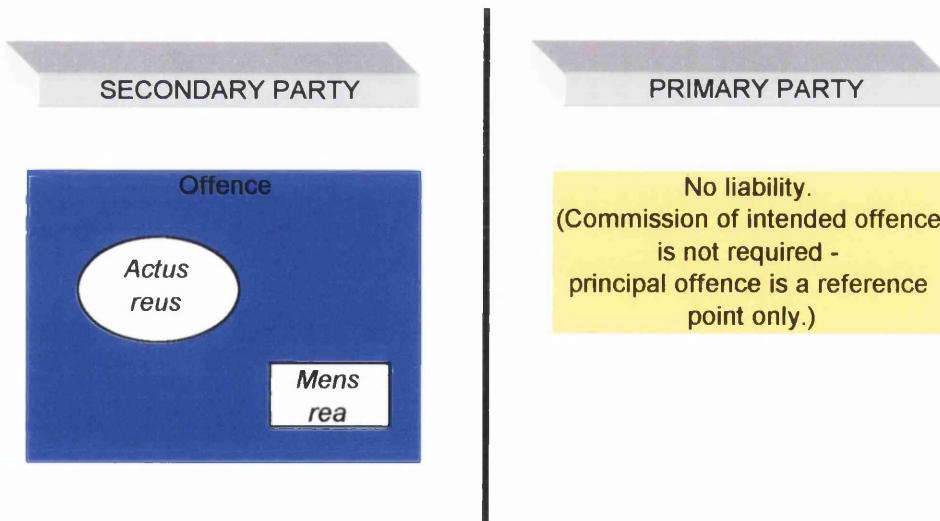 SECONDARY PARTY
Offence
Actus
reus
Mens
rea
PRIMARY PARTY
No liability.
(Commission of intended offence
is not required -
principal offence is a reference
point only.)